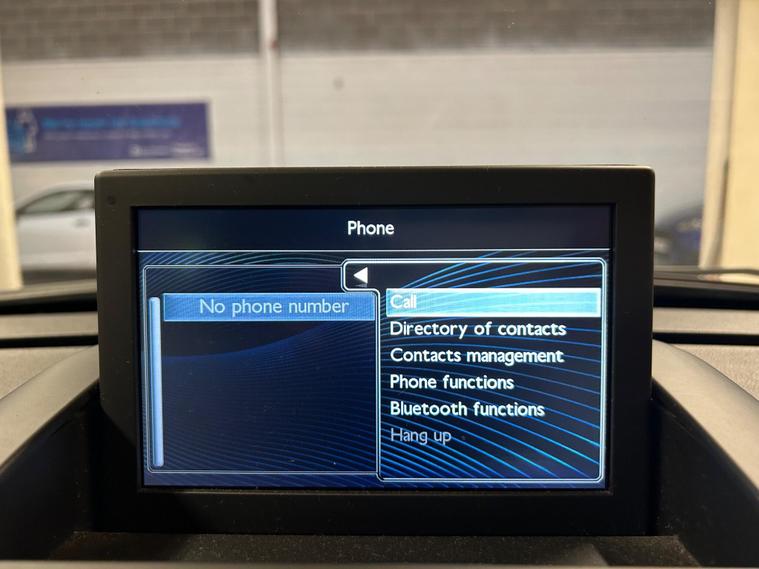 Phone
No phone number
Call
Directory of contacts
Contacts management
Phone functions
Bluetooth functions
Hang up